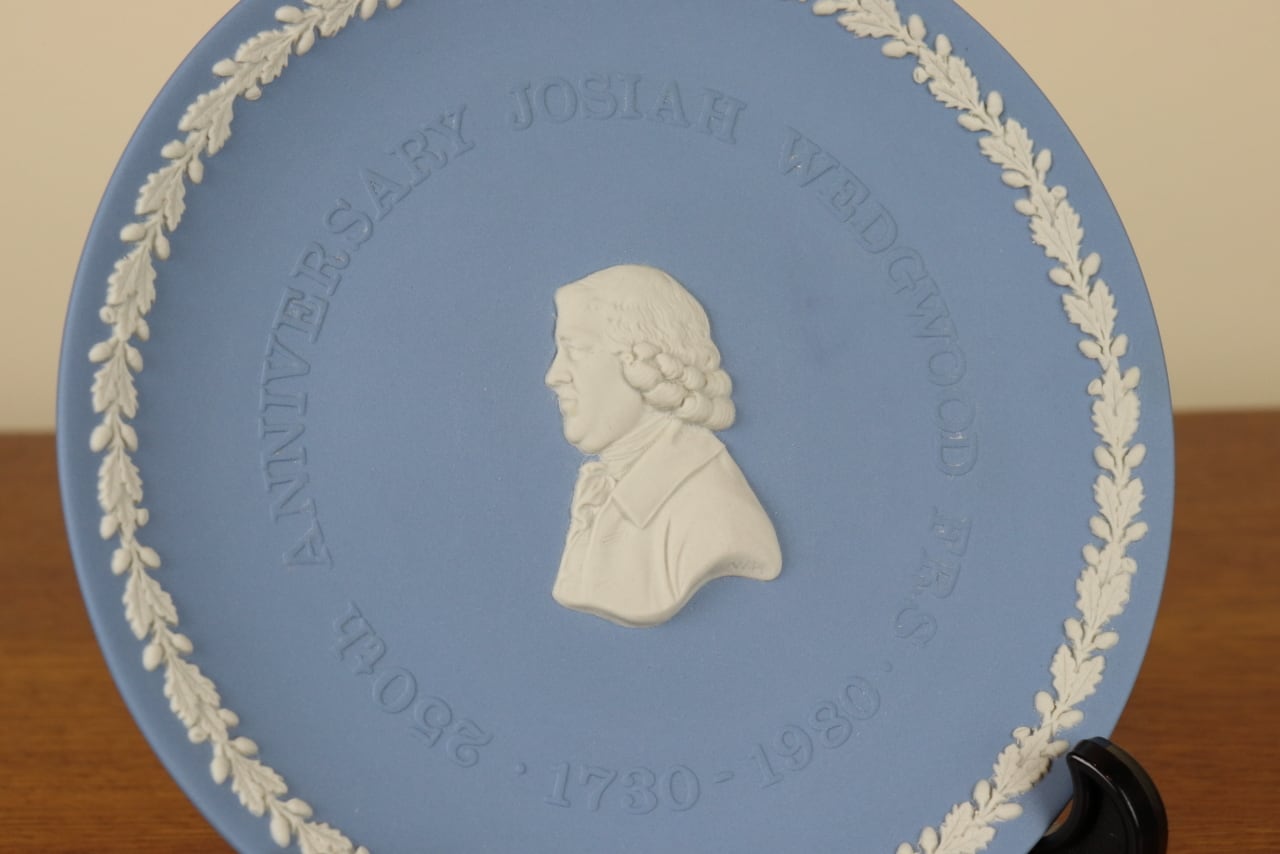 250th ANNIVERSARY JOSIAH WEDGWOOD F.R.S.
· 1730-1980 ·